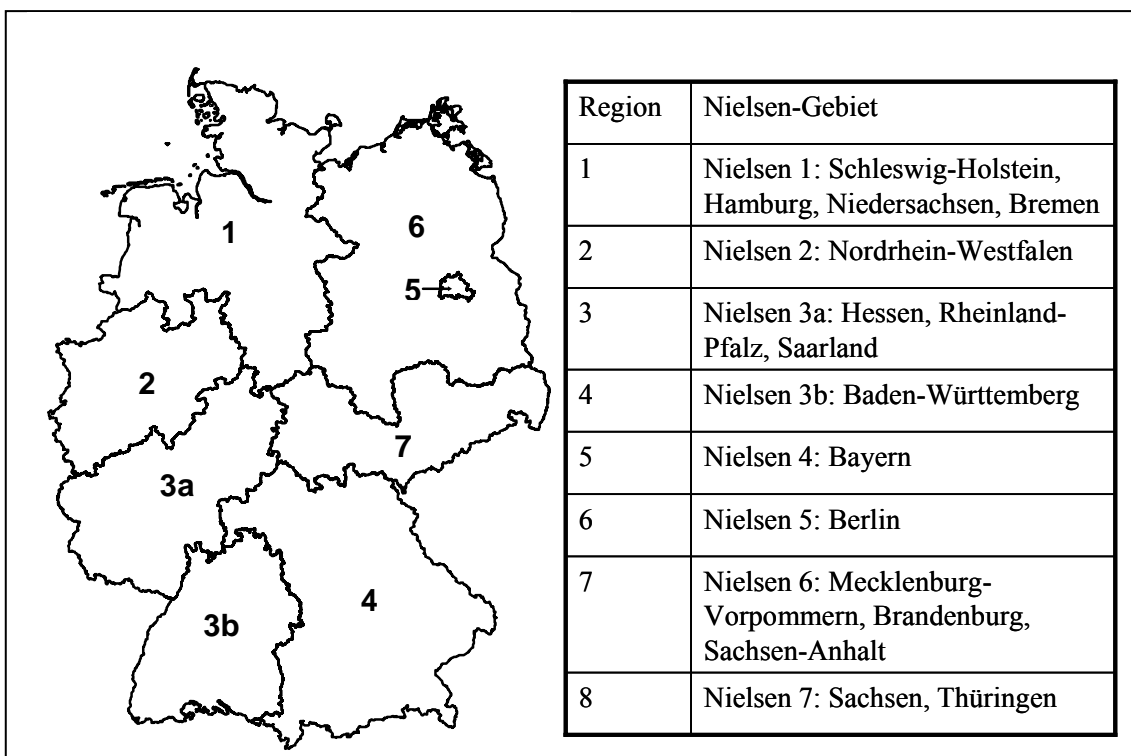 1
6
5
2
7
3a
4
3b
Region Nielsen-Gebiet
1 Nielsen 1: Schleswig-Holstein,
Hamburg, Niedersachsen, Bremen
2 Nielsen 2: Nordrhein-Westfalen
3 Nielsen 3a: Hessen, Rheinland-
Pfalz, Saarland
4 Nielsen 3b: Baden-Württemberg
5 Nielsen 4: Bayern
6 Nielsen 5: Berlin
7 Nielsen 6: Mecklenburg-
Vorpommern, Brandenburg,
Sachsen-Anhalt
8 Nielsen 7: Sachsen, Thüringen